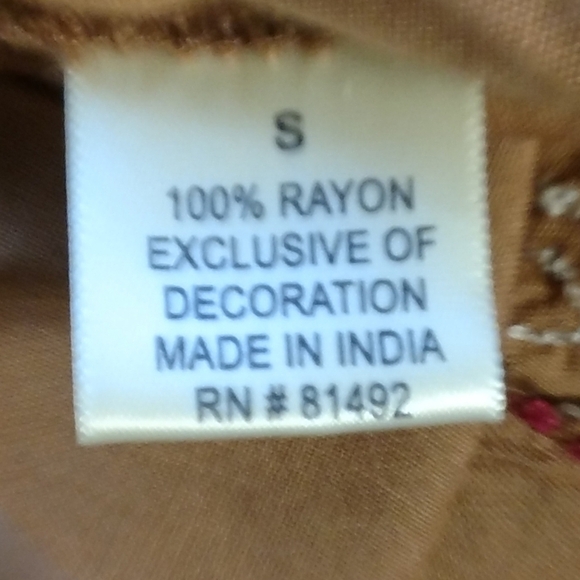 S
100% RAYON
EXCLUSIVE OF
DECORATION
MADE IN INDIA
RN # 81492